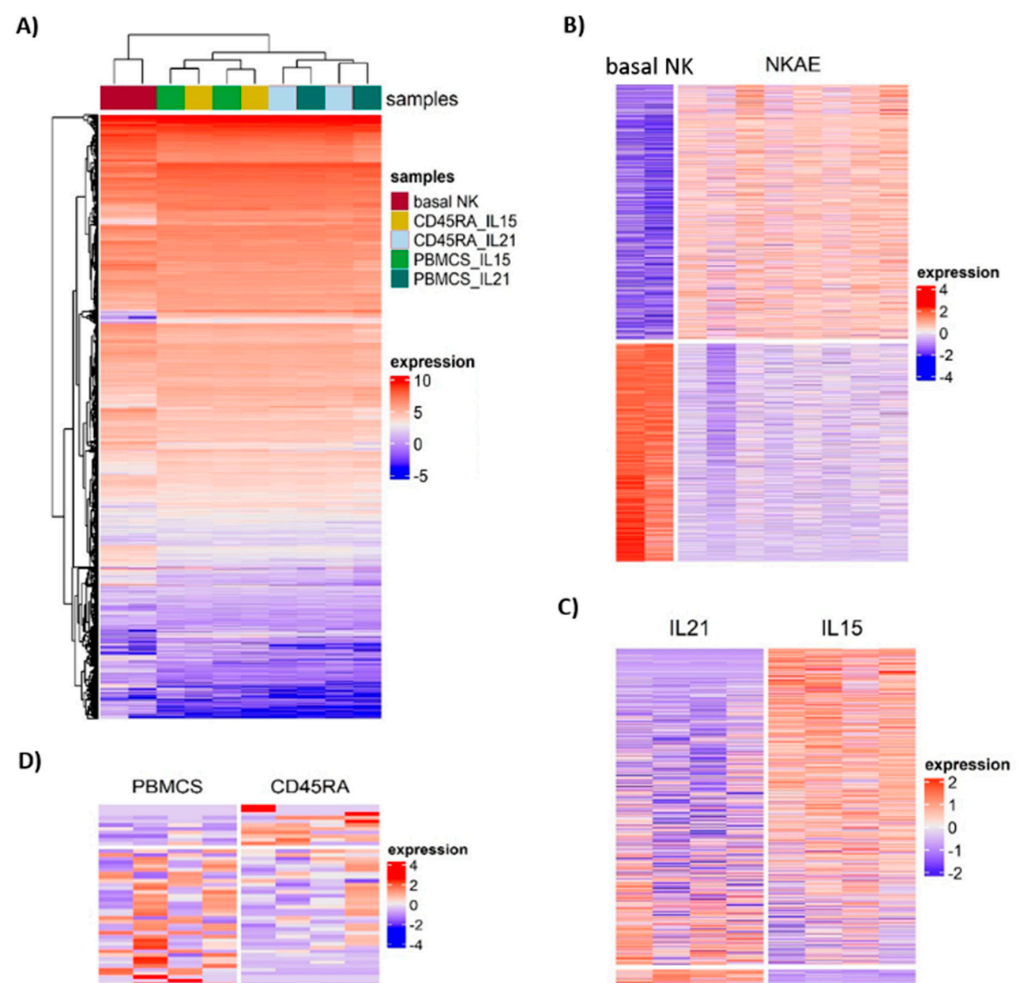 A)
samples
samples
basal NK
CD45RA_IL15
CD45RA_IL21
PBMCS_IL15
PBMCS_IL21
expression
10
5
0
-5
B)
basal NK NKAE
expression
4
2
0
-2
-4
C)
IL21 IL15
expression
2
1
0
-1
-2
D)
PBMCS CD45RA
expression
4
2
0
-2
-4